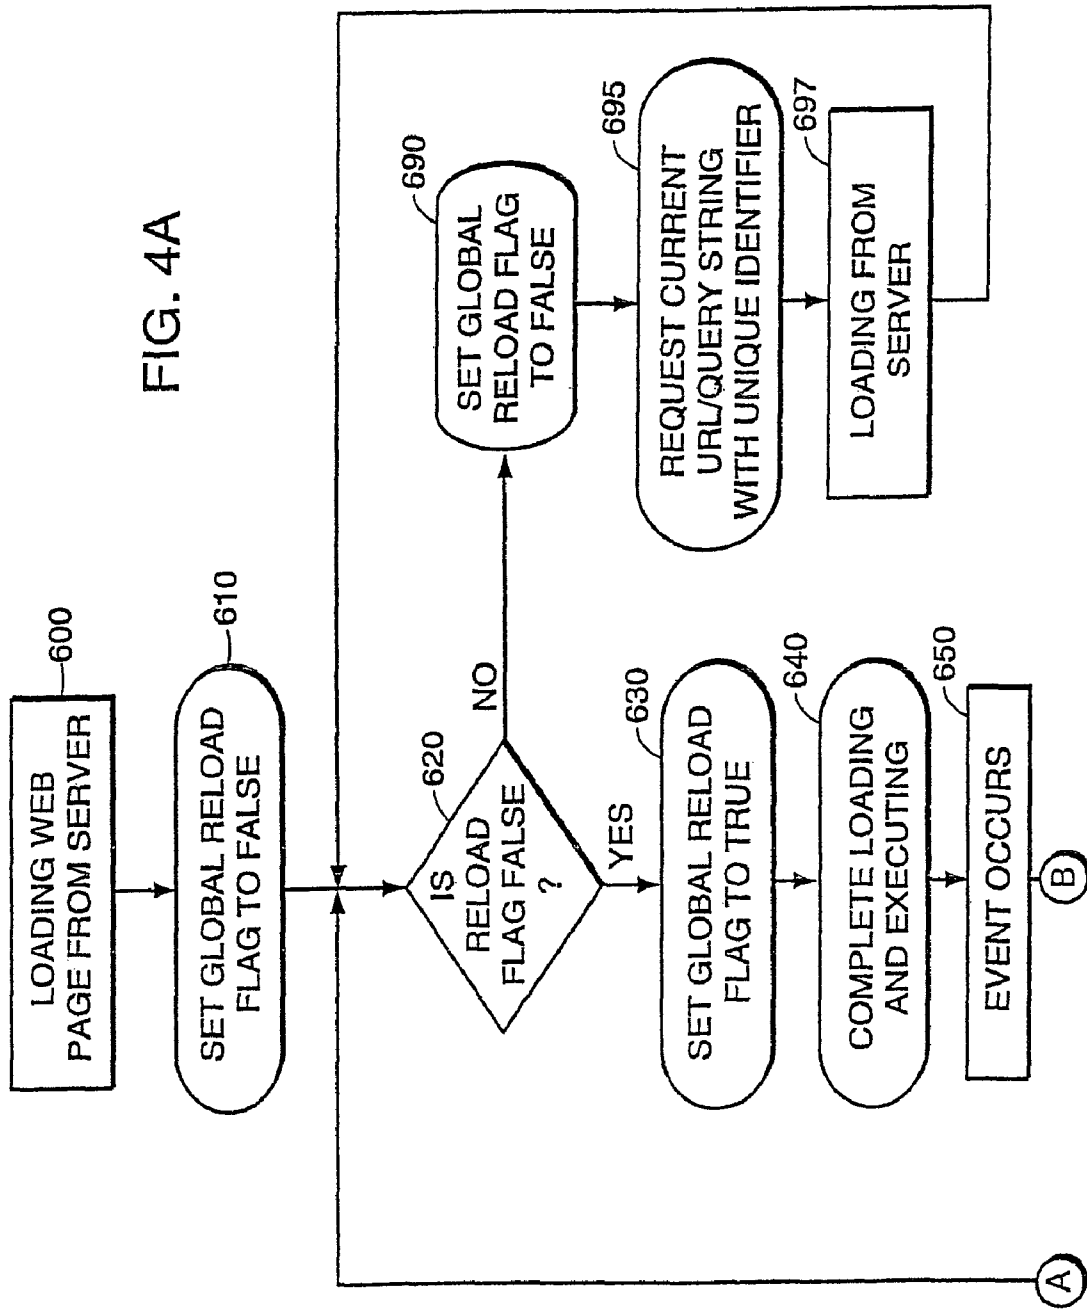 FIG. 4A
600
LOADING WEB
PAGE FROM SERVER
610
SET GLOBAL RELOAD
FLAG TO FALSE
620
IS
RELOAD
FLAG FALSE
?
NO
YES
630
SET GLOBAL RELOAD
FLAG TO TRUE
640
COMPLETE LOADING
AND EXECUTING
650
EVENT OCCURS
B
690
SET GLOBAL
RELOAD FLAG
TO FALSE
695
REQUEST CURRENT
URL/QUERY STRING
WITH UNIQUE IDENTIFIER
697
LOADING FROM
SERVER
A